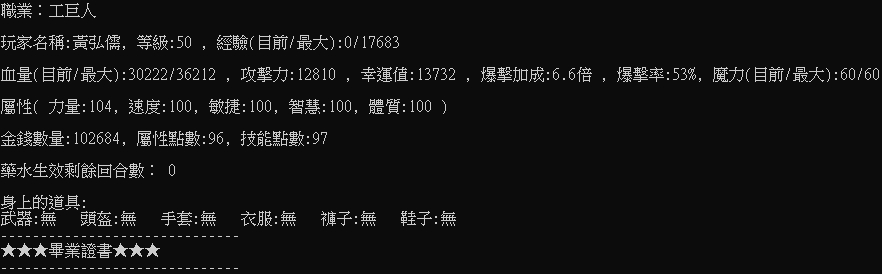 職業：工巨人
玩家名稱:黃弘儒, 等級:50 , 經驗(目前/最大):0/17683
血量(目前/最大):30222/36212 , 攻擊力:12810 , 幸運值:13732 , 爆擊加成:6.6倍 , 爆擊率:53%, 魔力(目前/最大):60/60
屬性( 力量:104, 速度:100, 敏捷:100, 智慧:100, 體質:100 )
金錢數量:102684, 屬性點數:96, 技能點數:97
藥水生效剩餘回合數： 0
身上的道具:
武器:無 頭盔:無 手套:無 衣服:無 褲子:無 鞋子:無
------------------------------
★★★畢業證書★★★
------------------------------